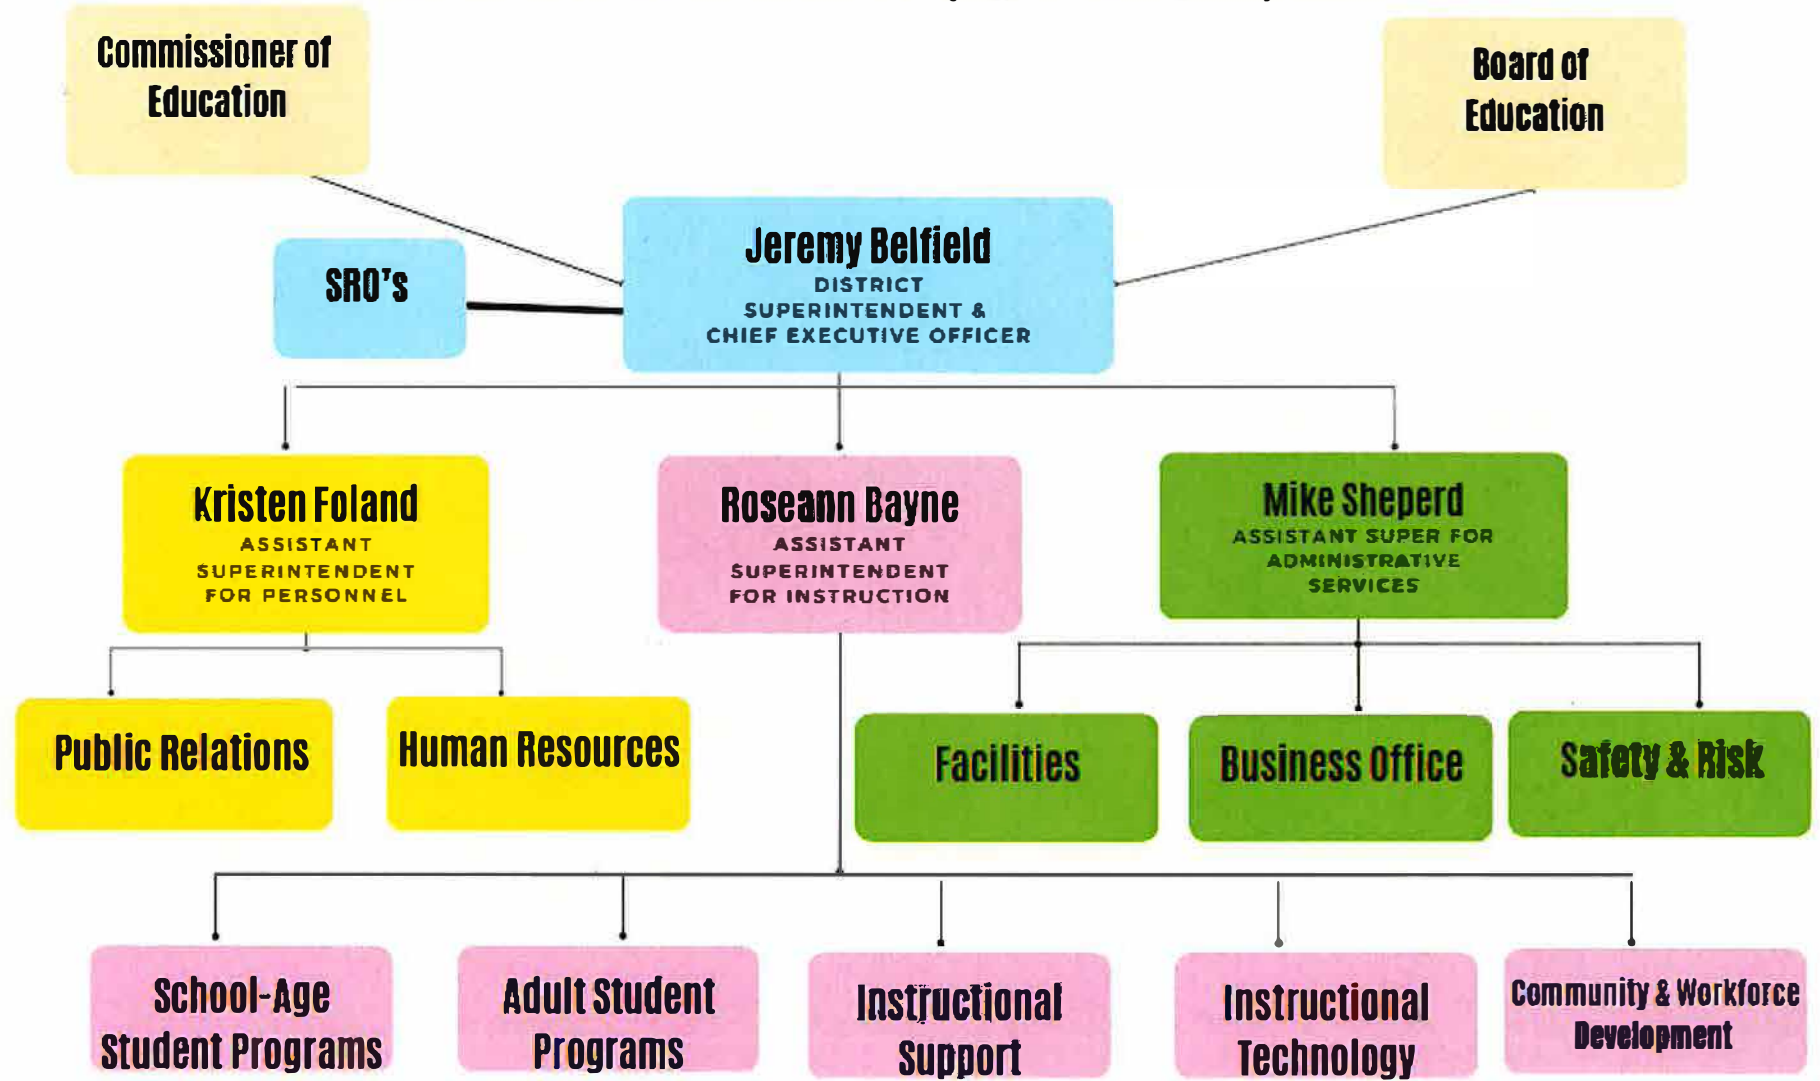 Commissioner of
Education
Board of
Education
SRO's
Jeremy Belfield
DISTRICT
SUPERINTENDENT &
CHIEF EXECUTIVE OFFICER
Kristen Foland
ASSISTANT
SUPERINTENDENT
FOR PERSONNEL
Roseann Bayne
ASSISTANT
SUPERINTENDENT
FOR INSTRUCTION
Mike Sheperd
ASSISTANT SUPER FOR
ADMINISTRATIVE
SERVICES
Public Relations
Human Resources
Facilities
Business Office
Safety & Risk
School-Age
Student Programs
Adult Student
Programs
Instructional
Support
Instructional
Technology
Community & Workforce
Development